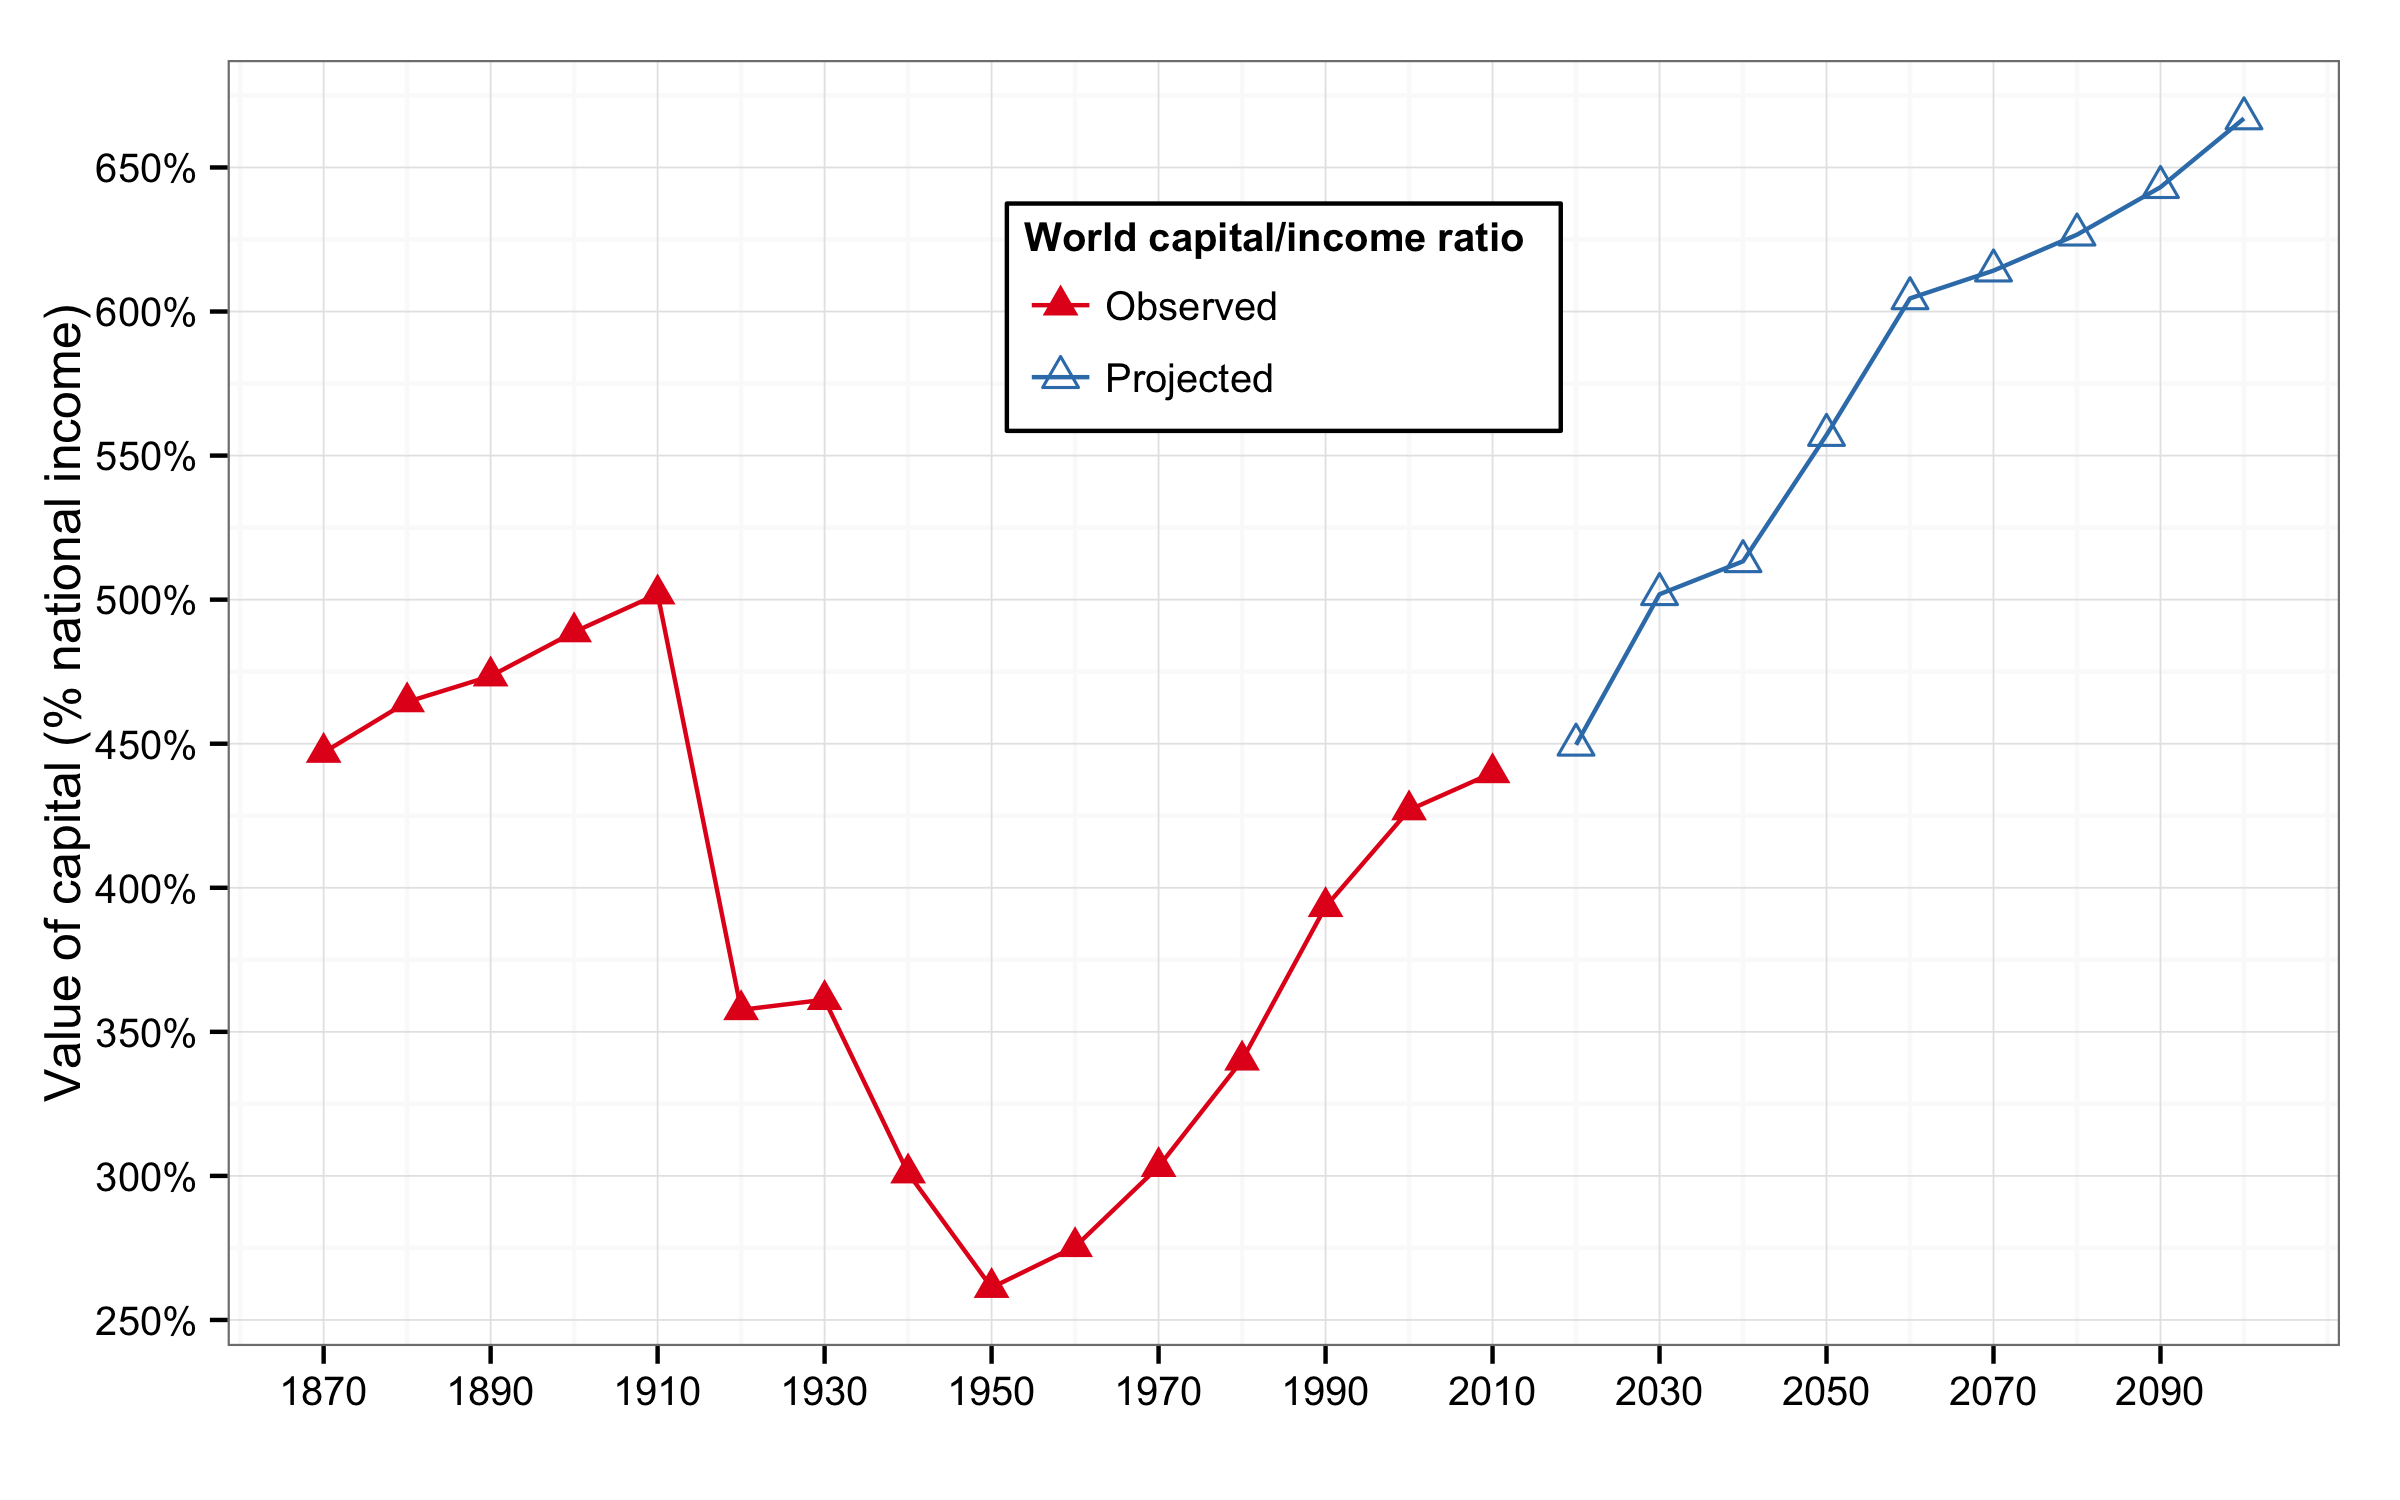 World capital/income ratio
Observed
Projected
Value of capital (% national income)
650%
600%
550%
500%
450%
400%
350%
300%
250%
1870 1890 1910 1930 1950 1970 1990 2010 2030 2050 2070 2090